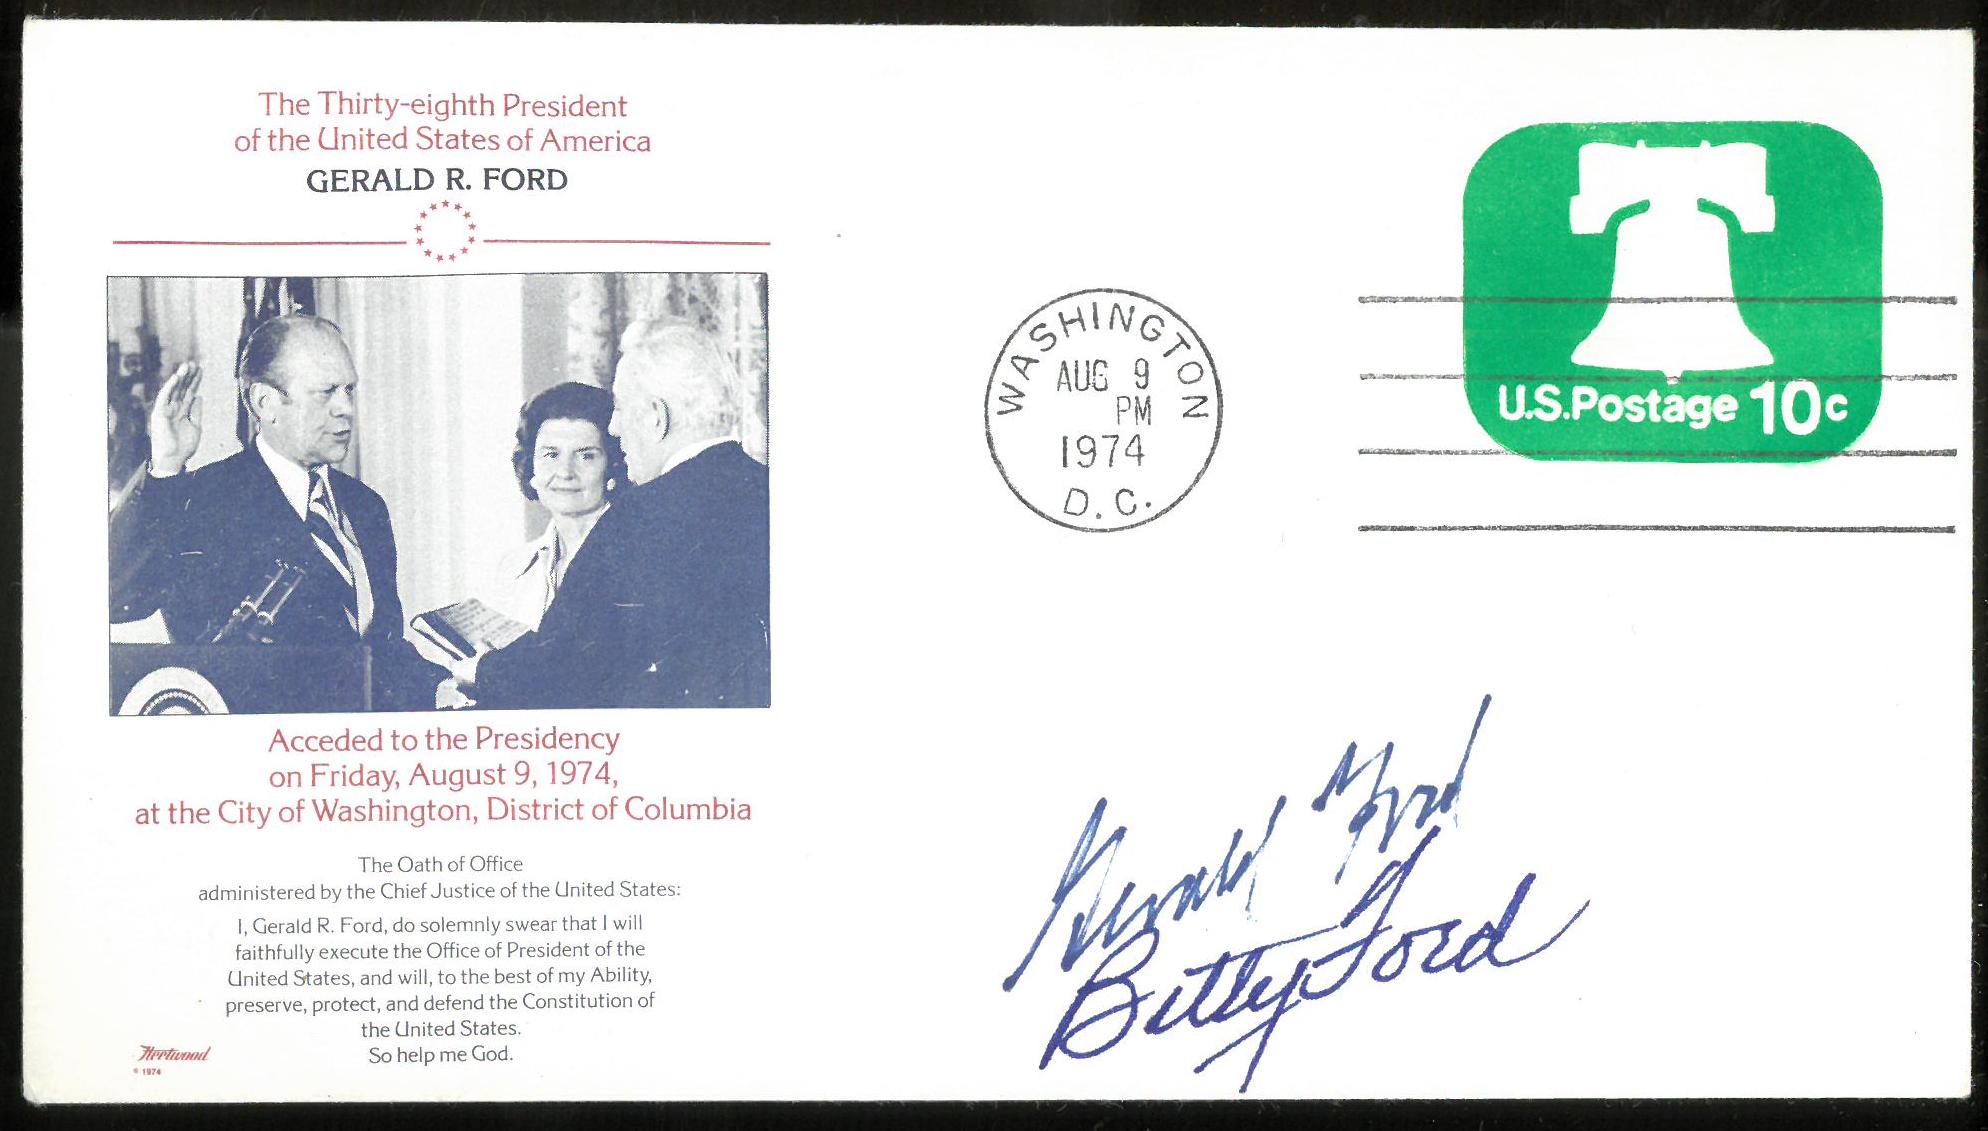 The Thirty-eighth President
of the United States of America
GERALD R. FORD
Acceded to the Presidency
on Friday, August 9, 1974,
at the City of Washington, District of Columbia
The Oath of Office
administered by the Chief Justice of the United States:
I, Gerald R. Ford, do solemnly swear that I will
faithfully execute the Office of President of the
United States, and will, to the best of my Ability,
preserve, protect, and defend the Constitution of
the United States.
So help me God.
Fleetwood
© 1974
WASHINGTON
AUG 9
PM
1974
D.C.
U.S.Postage 10c
Gerald Ford
Betty Ford